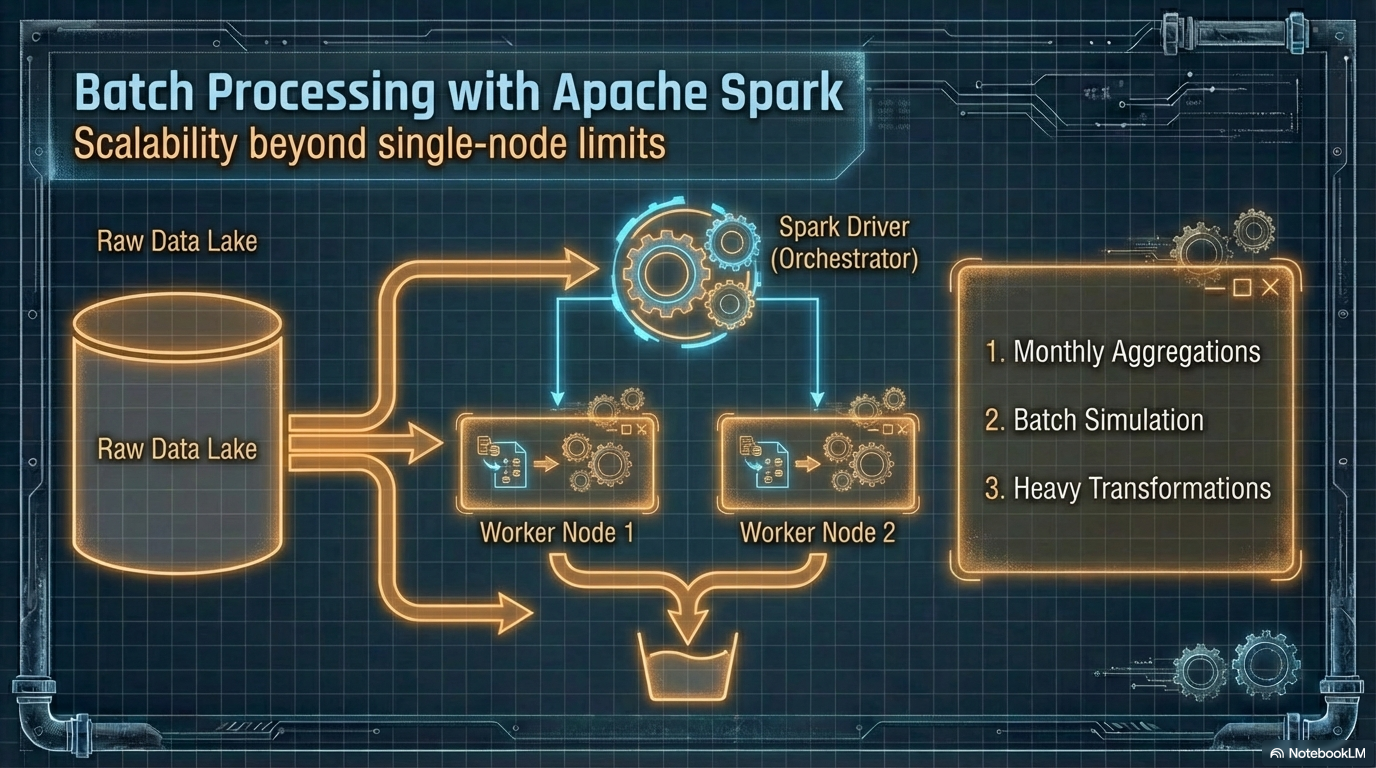 Batch Processing with Apache Spark
Scalability beyond single-node limits
Raw Data Lake
Raw Data Lake
Spark Driver
(Orchestrator)
Worker Node 1
Worker Node 2
1. Monthly Aggregations
2. Batch Simulation
3. Heavy Transformations
NotebookLM